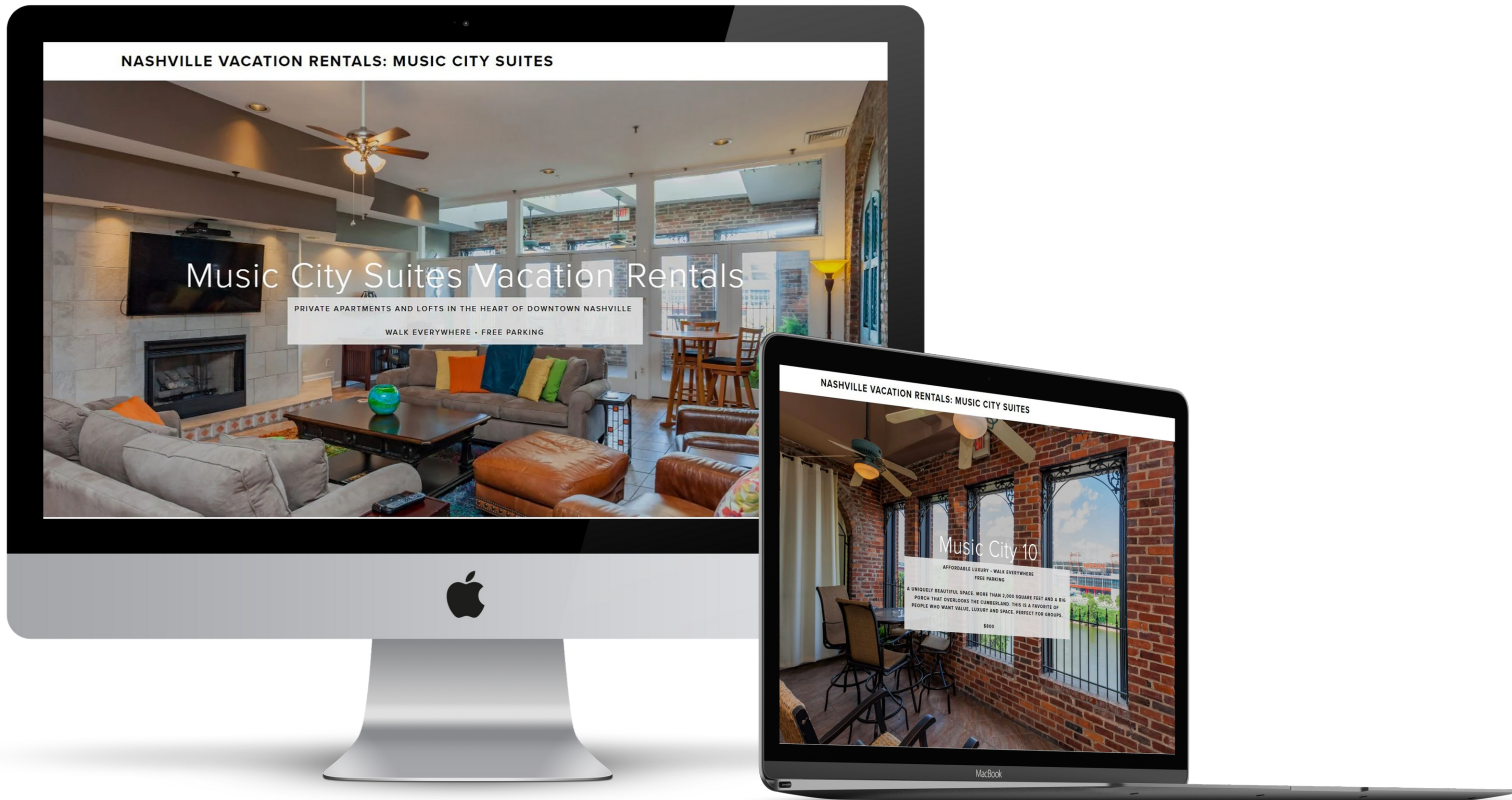 NASHVILLE VACATION RENTALS: MUSIC CITY SUITES
Music City Suites Vacation Rentals
PRIVATE APARTMENTS AND LOFTS IN THE HEART OF DOWNTOWN NASHVILLE
WALK EVERYWHERE • FREE PARKING
NASHVILLE VACATION RENTALS: MUSIC CITY SUITES
Music City 10
AFFORDABLE LUXURY • WALK EVERYWHERE
FREE PARKING
A UNIQUELY BEAUTIFUL SPACE. MORE THAN 2,000 SQUARE FEET AND A BIG
PORCH THAT OVERLOOKS THE CUMBERLAND. THIS IS A FAVORITE OF
PEOPLE WHO WANT VALUE, LUXURY AND SPACE. PERFECT FOR GROUPS.
MacBook